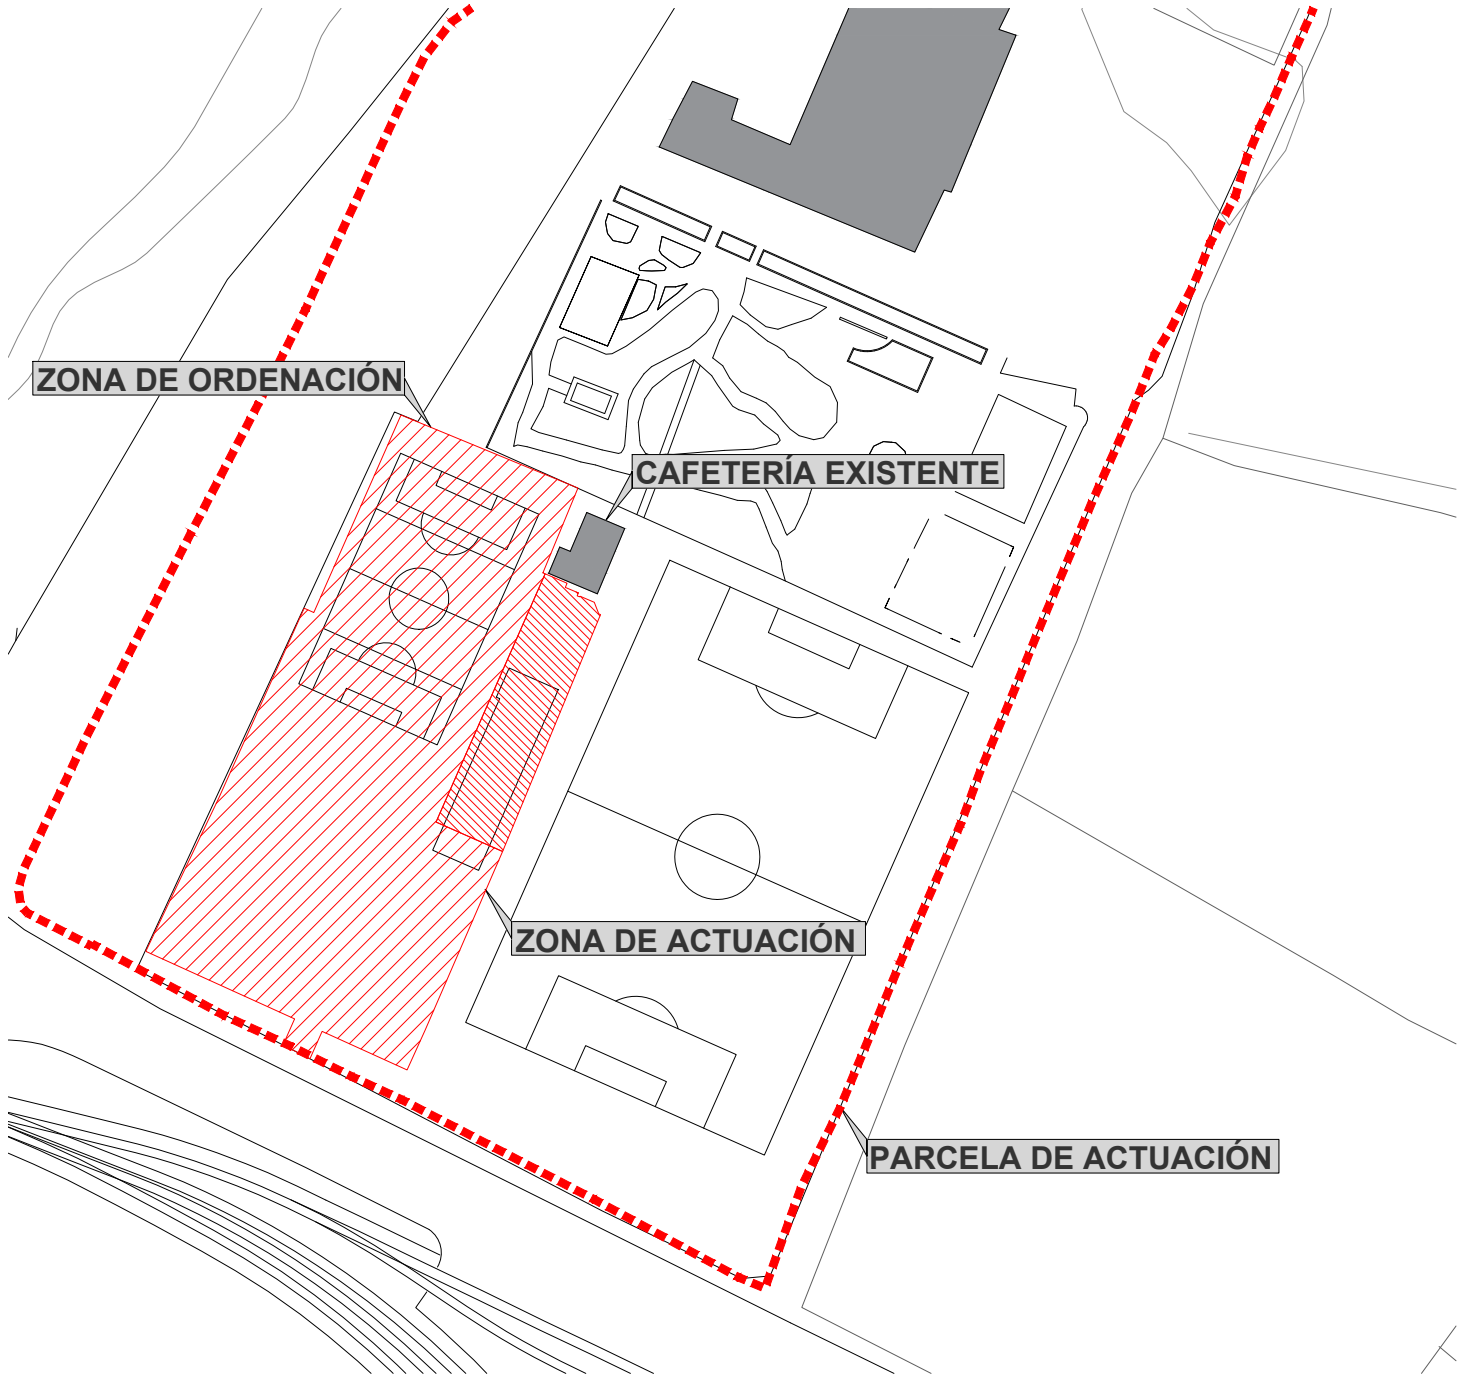 ZONA DE ORDENACIÓN
CAFETERÍA EXISTENTE
ZONA DE ACTUACIÓN
PARCELA DE ACTUACIÓN